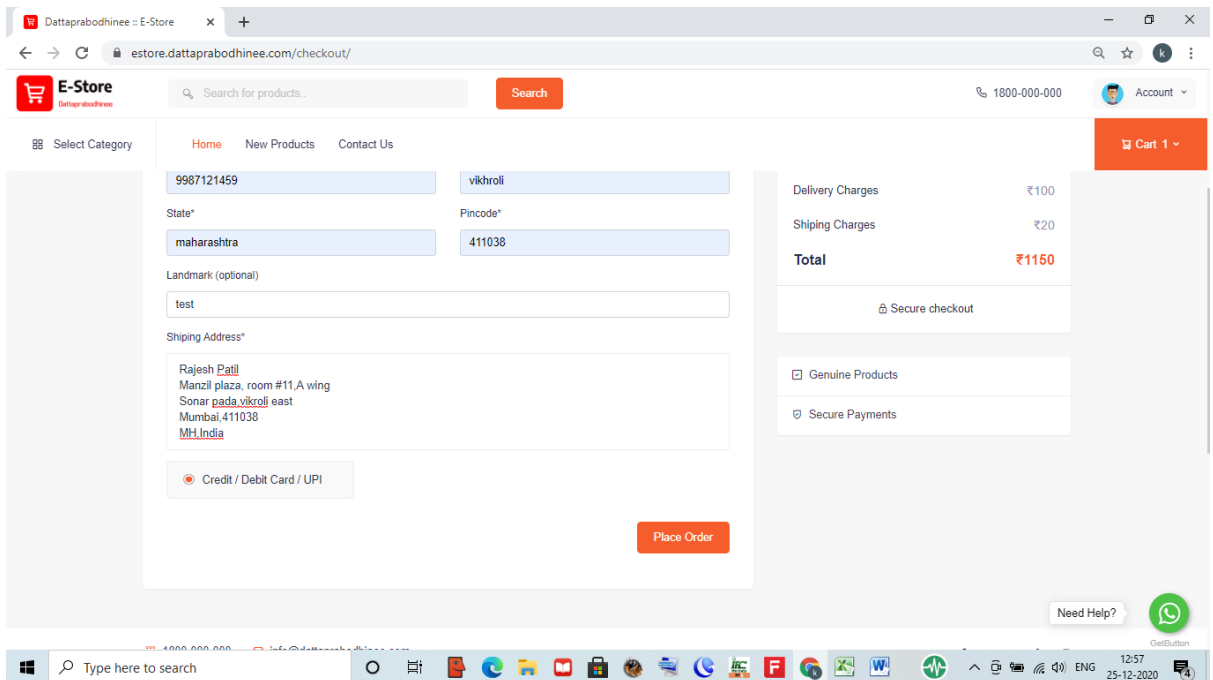 Dattaprabodhinee :: E-Store
estore.dattaprabodhinee.com/checkout/
k
E-Store
Dattaprabodhinee
Search for products..
Search
1800-000-000
Account
Select Category
Home New Products Contact Us
Cart 1
9987121459 vikhroli
State* Pincode*
maharashtra 411038
Landmark (optional)
test
Shiping Address*
Rajesh Patil
Manzil plaza, room #11,A wing
Sonar pada,vikroli east
Mumbai,411038
MH,India
Credit / Debit Card / UPI
Place Order
Delivery Charges ₹100
Shiping Charges ₹20
Total ₹1150
Secure checkout
Genuine Products
Secure Payments
Need Help?
GetButton
Type here to search
ENG
12:57
25-12-2020
4